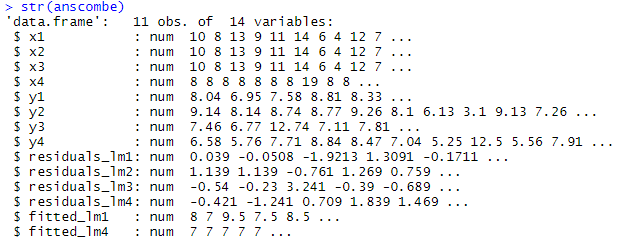 > str(anscombe)
'data.frame':   11 obs. of  14 variables:
 $ x1           : num  10 8 13 9 11 14 6 4 12 7 ...
 $ x2           : num  10 8 13 9 11 14 6 4 12 7 ...
 $ x3           : num  10 8 13 9 11 14 6 4 12 7 ...
 $ x4           : num  8 8 8 8 8 8 8 19 8 8 ...
 $ y1           : num  8.04 6.95 7.58 8.81 8.33 ...
 $ y2           : num  9.14 8.14 8.74 8.77 9.26 8.1 6.13 3.1 9.13 7.26 ...
 $ y3           : num  7.46 6.77 12.74 7.11 7.81 ...
 $ y4           : num  6.58 5.76 7.71 8.84 8.47 7.04 5.25 12.5 5.56 7.91 ...
 $ residuals_lm1: num  0.039 -0.0508 -1.9213 1.3091 -0.1711 ...
 $ residuals_lm2: num  1.139 1.139 -0.761 1.269 0.759 ...
 $ residuals_lm3: num  -0.54 -0.23 3.241 -0.39 -0.689 ...
 $ residuals_lm4: num  -0.421 -1.241 0.709 1.839 1.469 ...
 $ fitted_lm1   : num  8 7 9.5 7.5 8.5 ...
 $ fitted_lm4   : num  7 7 7 7 7 ...